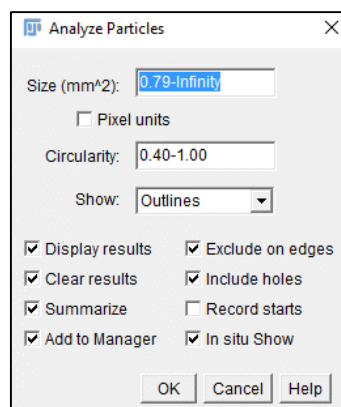 Analyze Particles
Size (mm^2): 0.79-Infinity
Pixel units
Circularity: 0.40-1.00
Show: Outlines
Display results Exclude on edges
Clear results Include holes
Summarize Record starts
Add to Manager In situ Show
OK Cancel Help